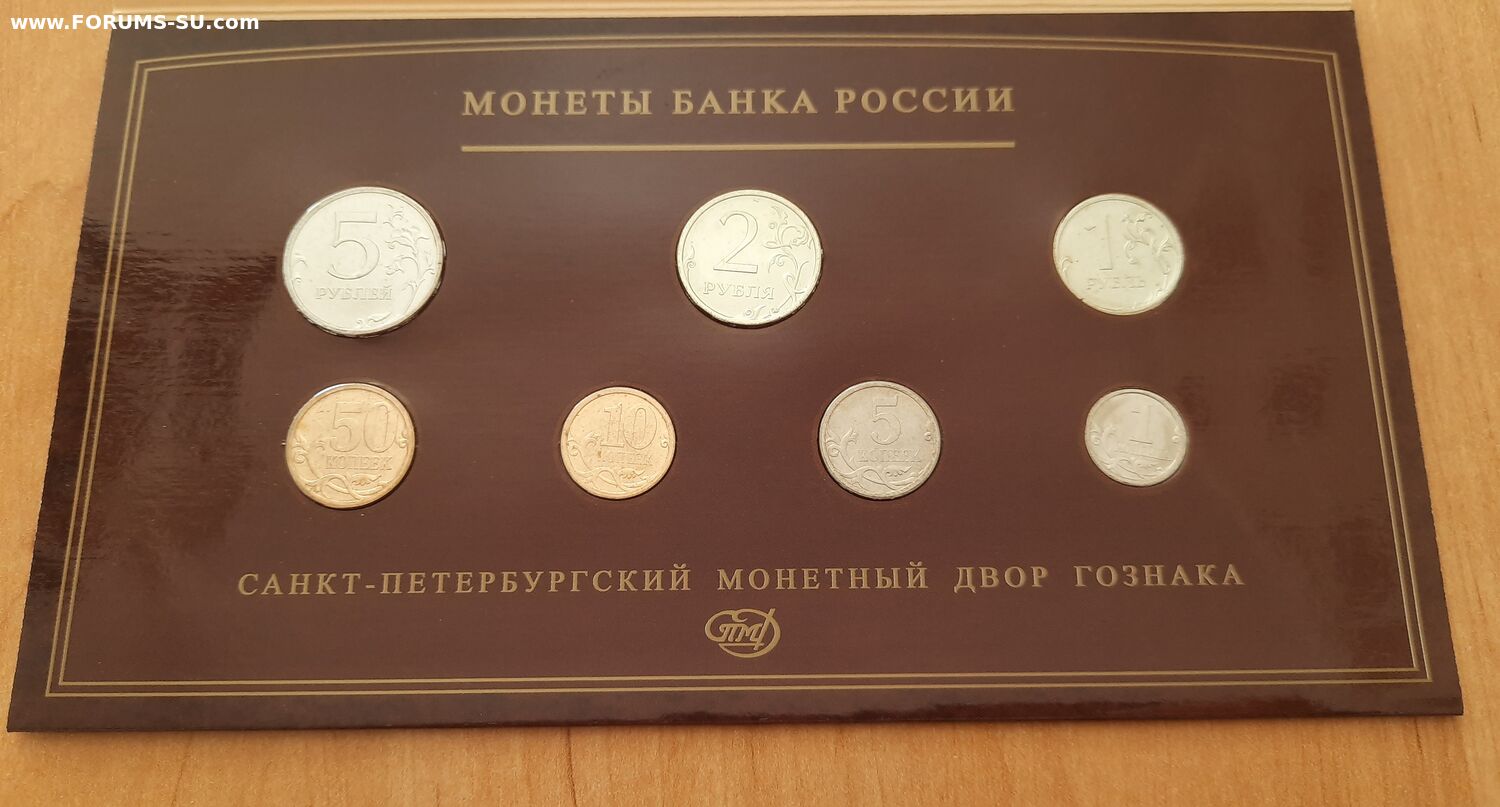 www.FORUMS-SU.com
МОНЕТЫ БАНКА РОССИИ
5 РУБЛЕЙ
2 РУБЛЯ
1 РУБЛЬ
50 КОПЕЕК
10 КОПЕЕК
5 КОПЕЕК
1
САНКТ-ПЕТЕРБУРГСКИЙ МОНЕТНЫЙ ДВОР ГОЗНАКА
СПМД